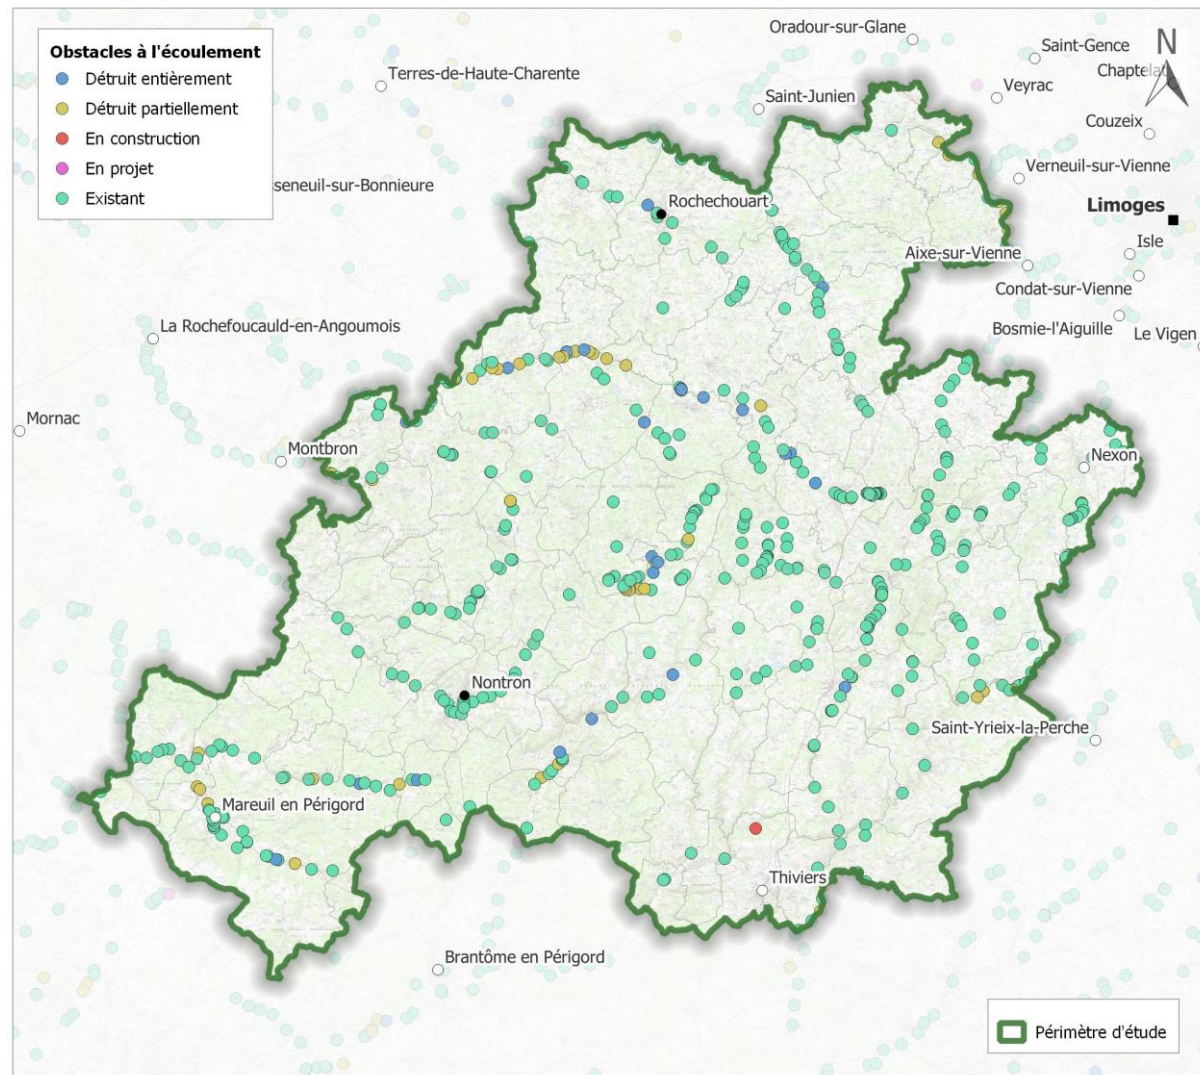 Obstacles à l'écoulement
Détruit entièrement
Détruit partiellement
En construction
En projet
Existant
Oradour-sur-Glane
N
Saint-Gence
Terres-de-Haute-Charente
Veyrac
Saint-Junien
Couzeix
Verneuil-sur-Vienne
seneuil-sur-Bonnieure
Rochechouart
Limoges
Isle
Aixe-sur-Vienne
Condat-sur-Vienne
La Rochefoucauld-en-Angoumois
Bosmie-l'Aiguille
Le Vigen
Mornac
Montbron
Nexon
Nontron
Saint-Yrieix-la-Perche
Mareuil en Périgord
Thiviers
Brantôme en Périgord
Périmètre d'étude